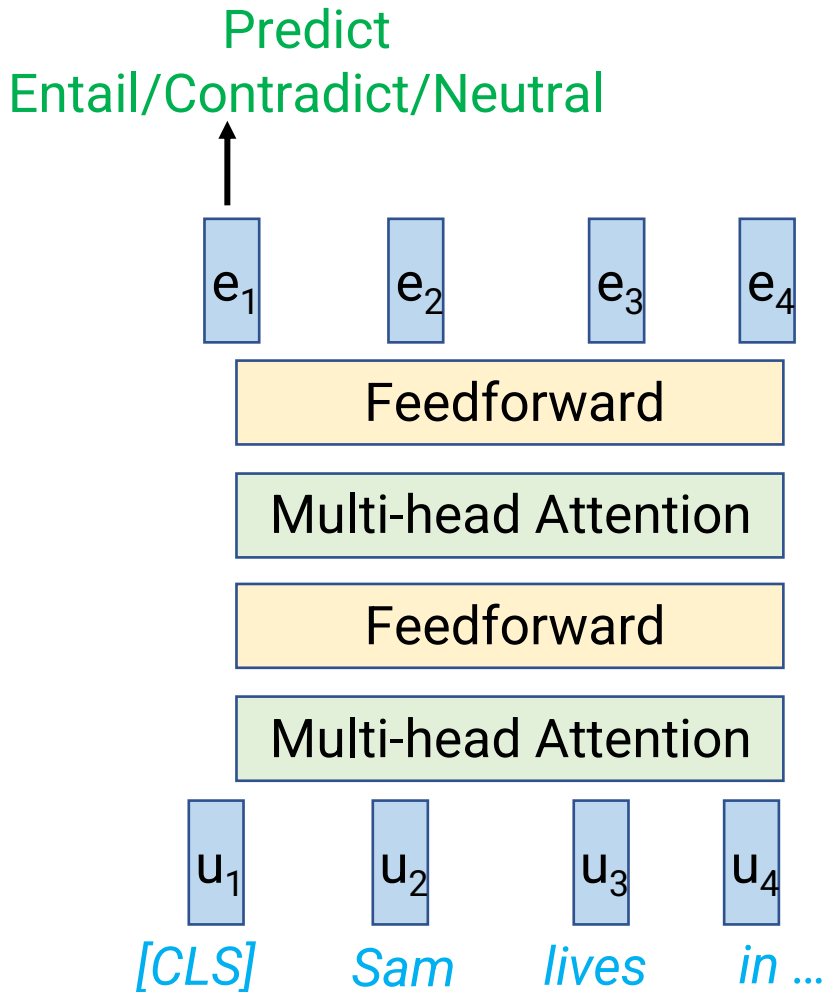 Predict
Entail/Contradict/Neutral
e₁ e₂ e₃ e₄
Feedforward
Multi-head Attention
Feedforward
Multi-head Attention
u₁ u₂ u₃ u₄
[CLS] Sam lives in ...